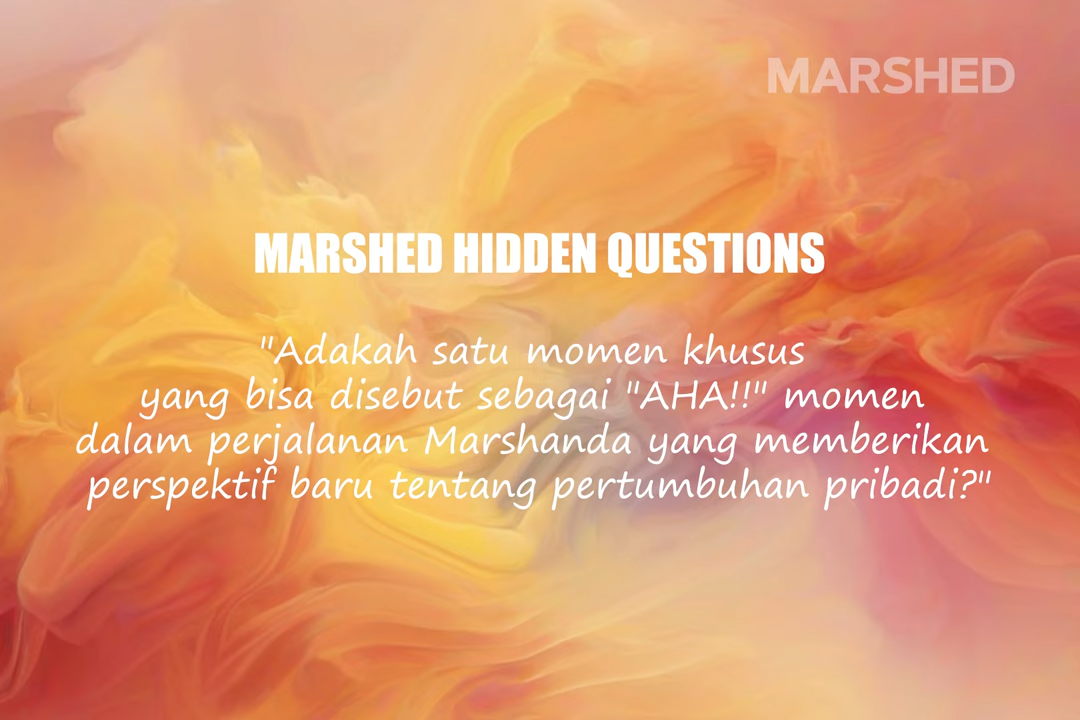 MARSHED
MARSHED HIDDEN QUESTIONS
"Adakah satu momen khusus
yang bisa disebut sebagai "AHA!!" momen
dalam perjalanan Marshanda yang memberikan
perspektif baru tentang pertumbuhan pribadi?"